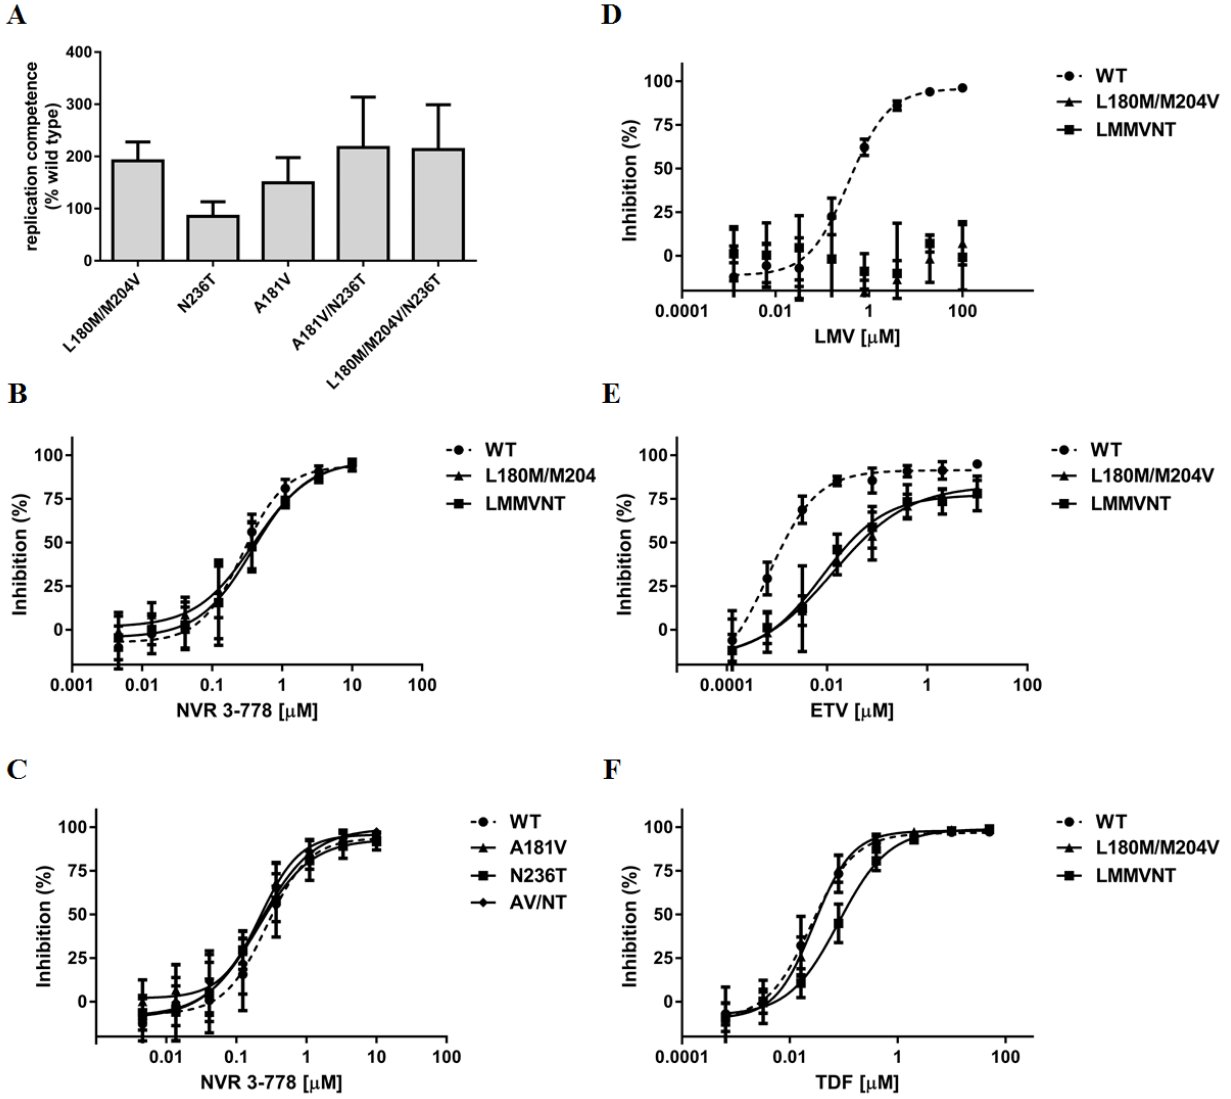 A
replication competence
(% wild type)
400
300
200
100
0
L180M/M204V
N236T
A181V
A181V/N236T
L180M/M204V/N236T
D
Inhibition (%)
100
75
50
25
0
0.0001
0.01
1
100
LMV [µM]
WT
L180M/M204V
LMMVNT
B
Inhibition (%)
100
75
50
25
0
0.001
0.01
0.1
1
10
100
NVR 3-778 [µM]
WT
L180M/M204
LMMVNT
E
Inhibition (%)
100
75
50
25
0
0.0001
0.01
1
100
ETV [µM]
WT
L180M/M204V
LMMVNT
C
Inhibition (%)
100
75
50
25
0
0.01
0.1
1
10
100
NVR 3-778 [µM]
WT
A181V
N236T
AV/NT
F
Inhibition (%)
100
75
50
25
0
0.0001
0.01
1
100
TDF [µM]
WT
L180M/M204V
LMMVNT